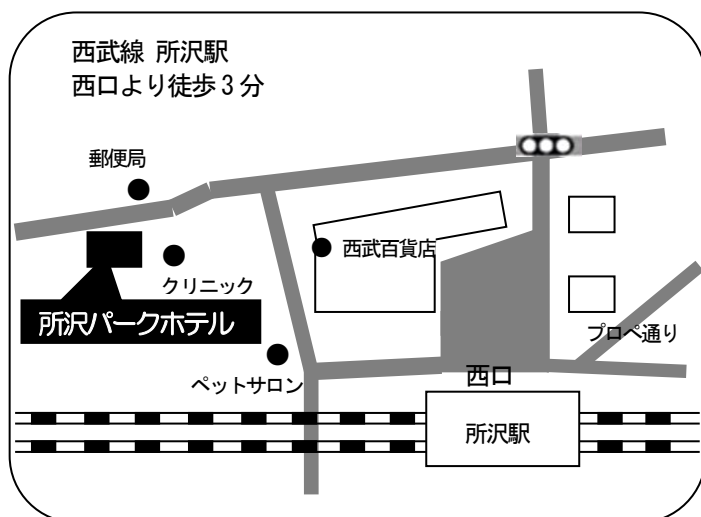 西武線 所沢駅
西口より徒歩3分
郵便局
西武百貨店
クリニック
所沢パークホテル
プロペ通り
ペットサロン
西口
所沢駅